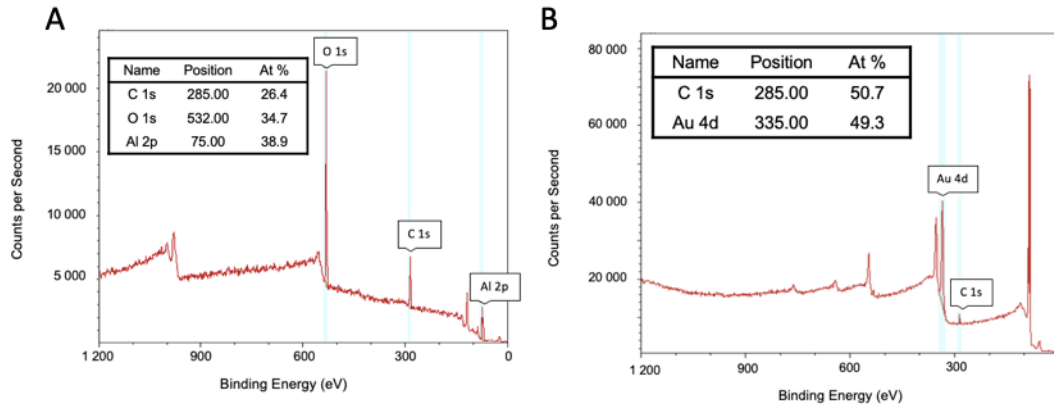 A
Name Position At %
C 1s 285.00 26.4
O 1s 532.00 34.7
Al 2p 75.00 38.9
O 1s
C 1s
Al 2p
20 000
15 000
10 000
5 000
Counts per Second
1 200 900 600 300 0
Binding Energy (eV)
B
Name Position At %
C 1s 285.00 50.7
Au 4d 335.00 49.3
Au 4d
C 1s
80 000
60 000
40 000
20 000
0
Counts per Second
1 200 900 600 300
Binding Energy (eV)